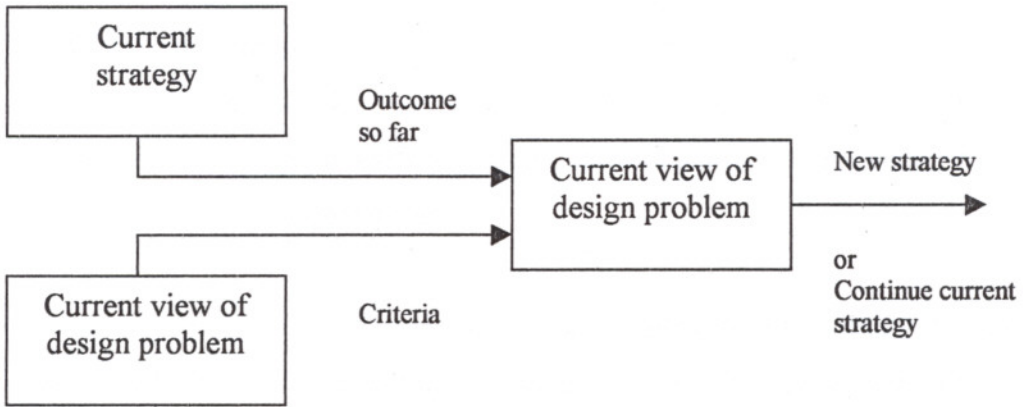 Current
strategy
Outcome
so far
Current view of
design problem
New strategy
or
Continue current
strategy
Current view of
design problem
Criteria